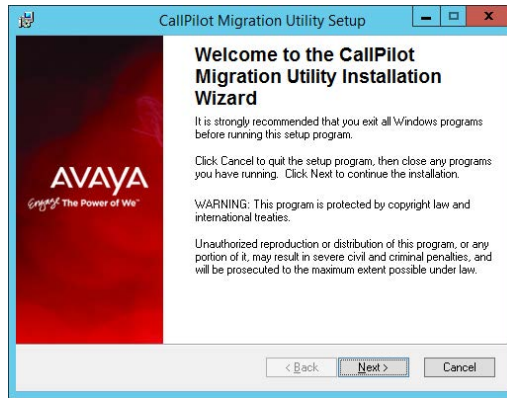 CallPilot Migration Utility Setup
Welcome to the CallPilot
Migration Utility Installation
Wizard
It is strongly recommended that you exit all Windows programs
before running this setup program.
Click Cancel to quit the setup program, then close any programs
you have running. Click Next to continue the installation.
WARNING: This program is protected by copyright law and
international treaties.
Unauthorized reproduction or distribution of this program, or any
portion of it, may result in severe civil and criminal penalties, and
will be prosecuted to the maximum extent possible under law.
AVAYA
Engage The Power of We™
< Back
Next >
Cancel